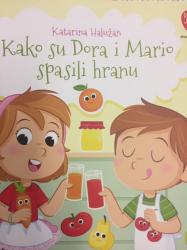 Katarina Halužan
Kako su Dora i Mario
spasili hranu